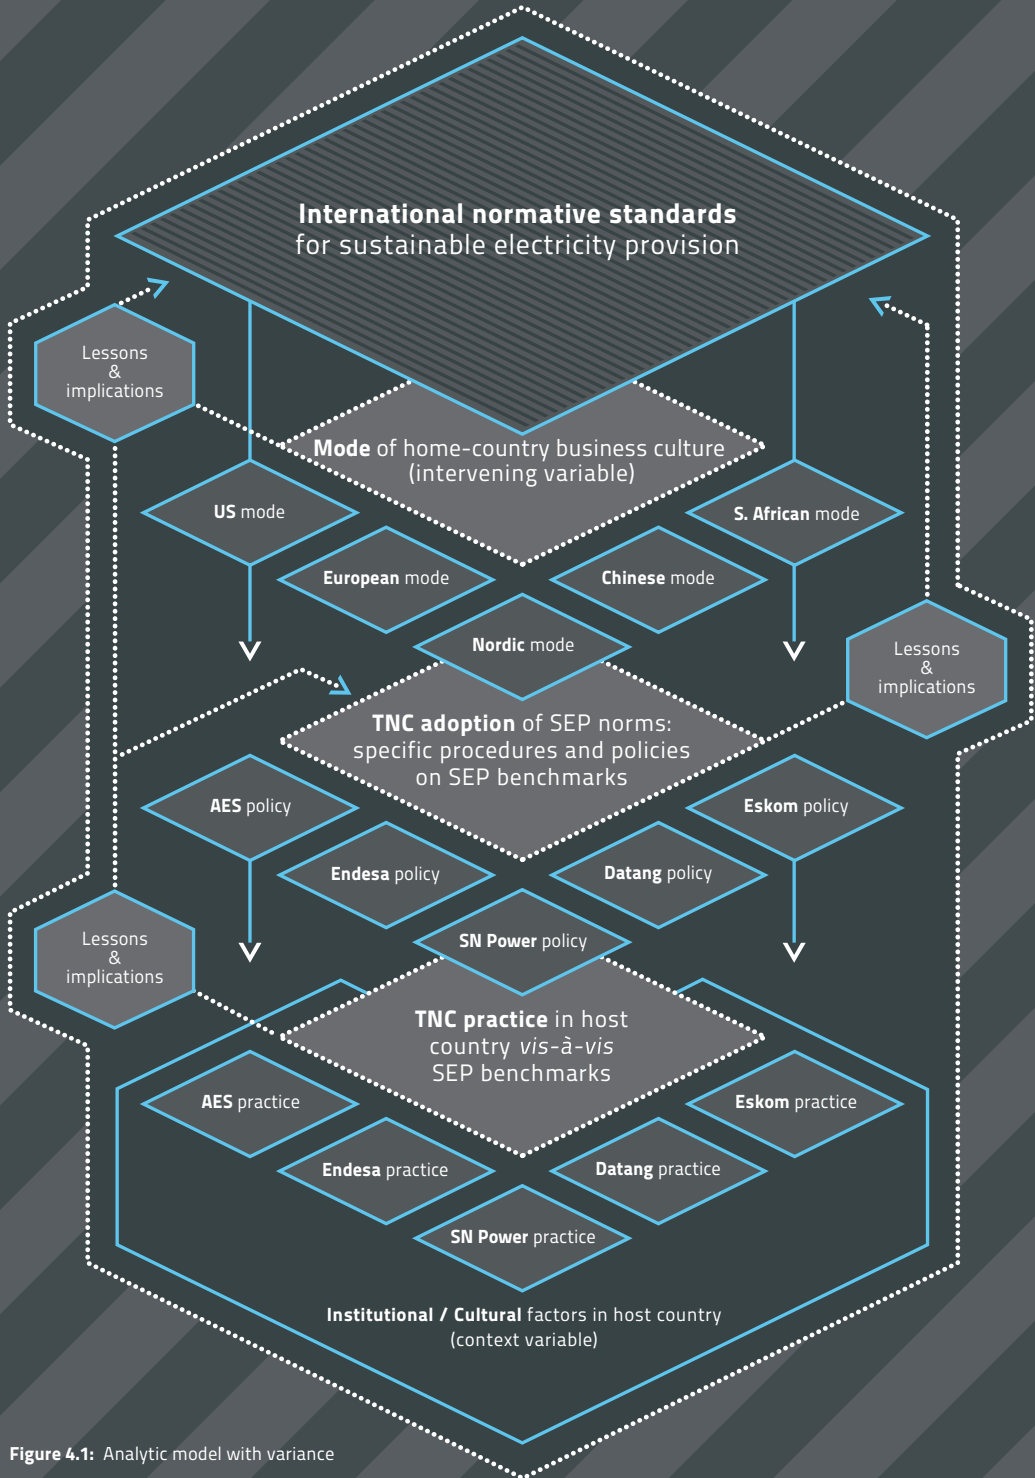 International normative standards
for sustainable electricity provision
Lessons
&
implications
Mode of home-country business culture
(intervening variable)
US mode
S. African mode
European mode
Chinese mode
Nordic mode
Lessons
&
implications
TNC adoption of SEP norms:
specific procedures and policies
on SEP benchmarks
AES policy
Eskom policy
Endesa policy
Datang policy
SN Power policy
Lessons
&
implications
TNC practice in host
country vis-à-vis
SEP benchmarks
AES practice
Eskom practice
Endesa practice
Datang practice
SN Power practice
Institutional / Cultural factors in host country
(context variable)
Figure 4.1: Analytic model with variance